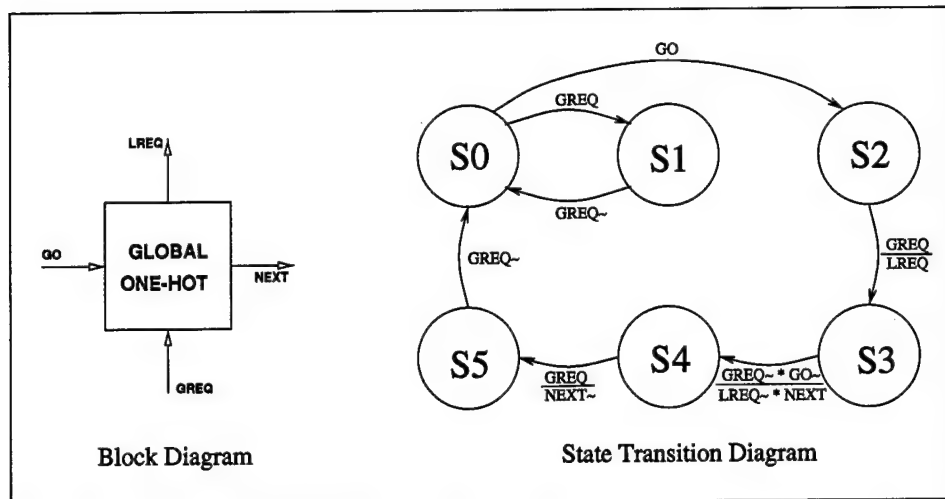 LREQ
GO
GLOBAL
ONE-HOT
NEXT
GREQ
Block Diagram
GO
GREQ
S0
S1
S2
GREQ~
GREQ~
GREQ
LREQ
S5
S4
S3
GREQ
NEXT~
GREQ~ * GO~
LREQ~ * NEXT
State Transition Diagram